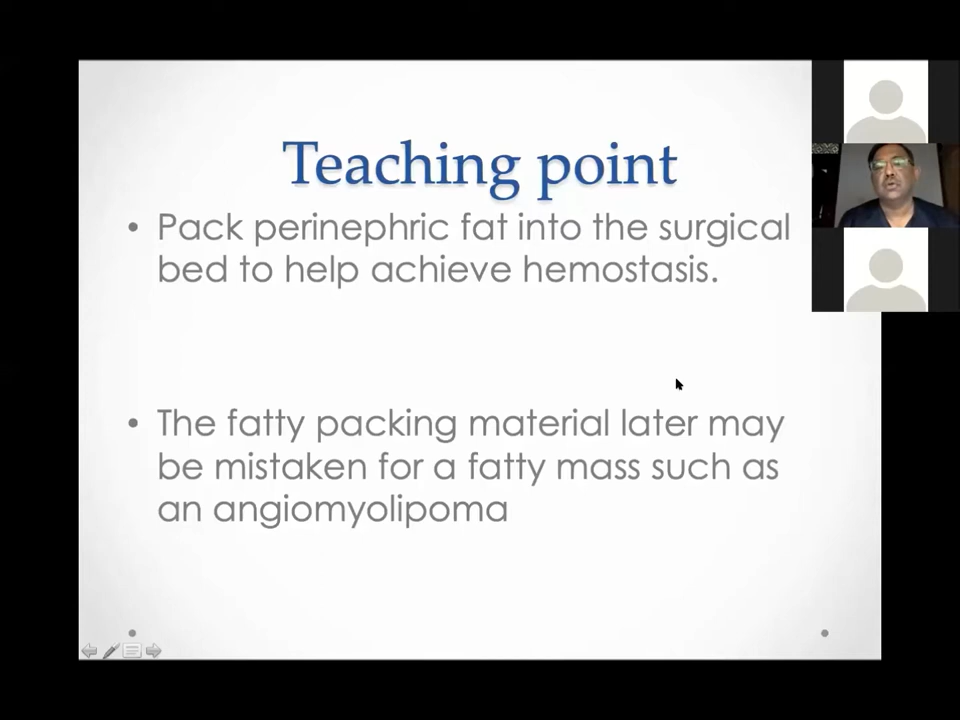 Teaching point
• Pack perinephric fat into the surgical
bed to help achieve hemostasis.
• The fatty packing material later may
be mistaken for a fatty mass such as
an angiomyolipoma